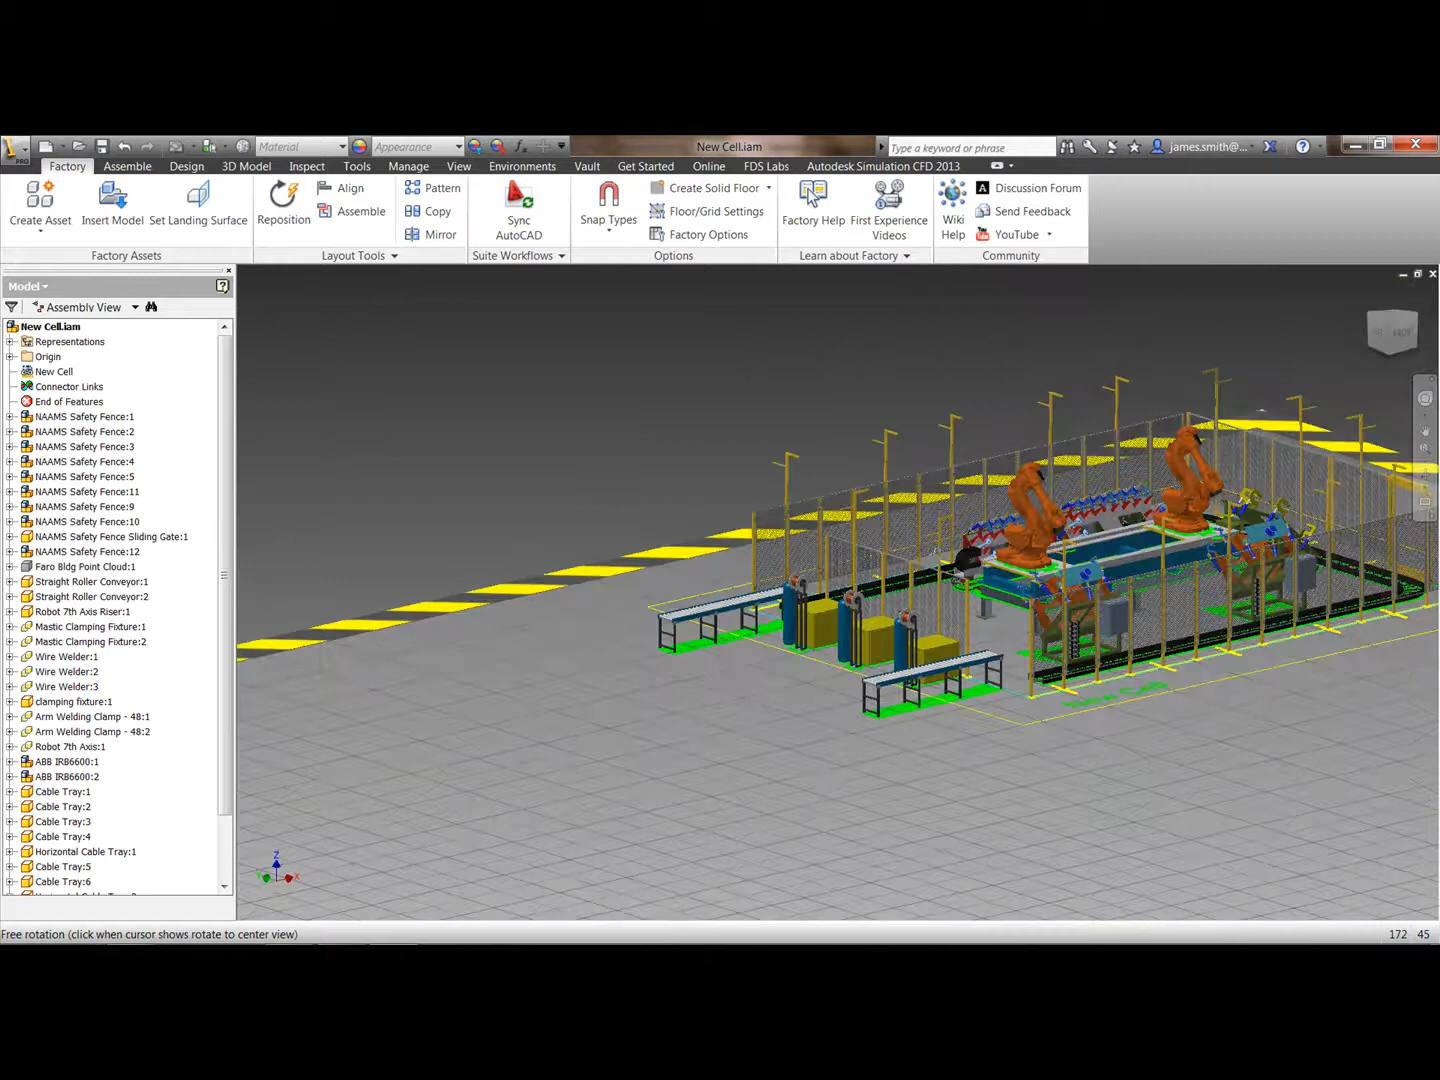 PRO
Material
Appearance
New Cell.iam
Type a keyword or phrase
james.smith@...
Factory Assemble Design 3D Model Inspect Tools Manage View Environments Vault Get Started Online FDS Labs Autodesk Simulation CFD 2013
Create Asset
Insert Model
Set Landing Surface
Factory Assets
Reposition
Align
Assemble
Pattern
Copy
Mirror
Layout Tools
Sync
AutoCAD
Suite Workflows
Snap Types
Create Solid Floor
Floor/Grid Settings
Factory Options
Options
Factory Help
First Experience
Videos
Learn about Factory
Wiki
Help
Discussion Forum
Send Feedback
YouTube
Community
Model
Assembly View
New Cell.iam
Representations
Origin
New Cell
Connector Links
End of Features
NAAMS Safety Fence:1
NAAMS Safety Fence:2
NAAMS Safety Fence:3
NAAMS Safety Fence:4
NAAMS Safety Fence:5
NAAMS Safety Fence:11
NAAMS Safety Fence:9
NAAMS Safety Fence:10
NAAMS Safety Fence Sliding Gate:1
NAAMS Safety Fence:12
Faro Bldg Point Cloud:1
Straight Roller Conveyor:1
Straight Roller Conveyor:2
Robot 7th Axis Riser:1
Mastic Clamping Fixture:1
Mastic Clamping Fixture:2
Wire Welder:1
Wire Welder:2
Wire Welder:3
clamping fixture:1
Arm Welding Clamp - 48:1
Arm Welding Clamp - 48:2
Robot 7th Axis:1
ABB IRB6600:1
ABB IRB6600:2
Cable Tray:1
Cable Tray:2
Cable Tray:3
Cable Tray:4
Horizontal Cable Tray:1
Cable Tray:5
Cable Tray:6
FRONT
Z
Y
X
Free rotation (click when cursor shows rotate to center view)
172 45